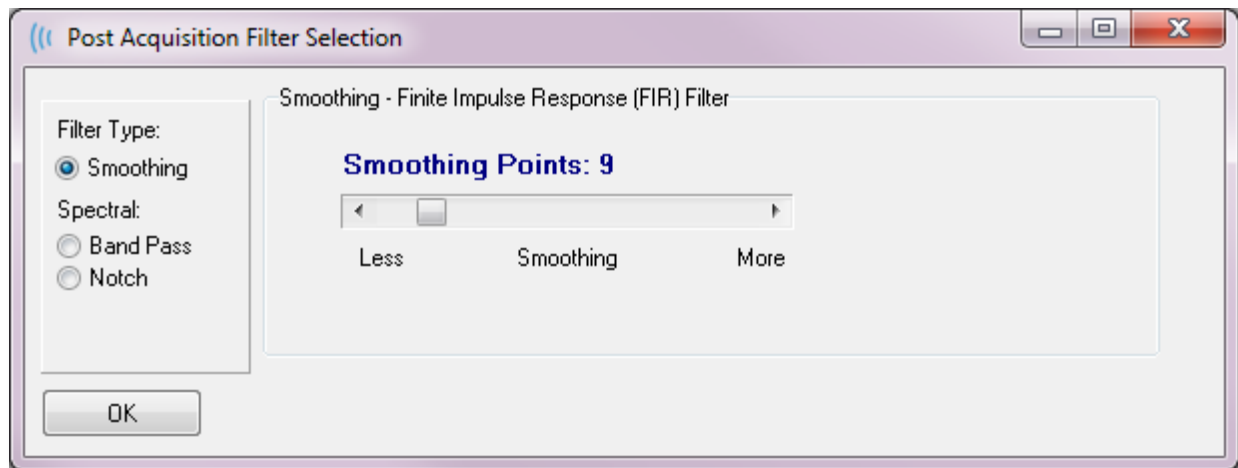 Post Acquisition Filter Selection
Smoothing - Finite Impulse Response (FIR) Filter
Filter Type:
Smoothing
Spectral:
Band Pass
Notch
Smoothing Points: 9
Less Smoothing More
OK